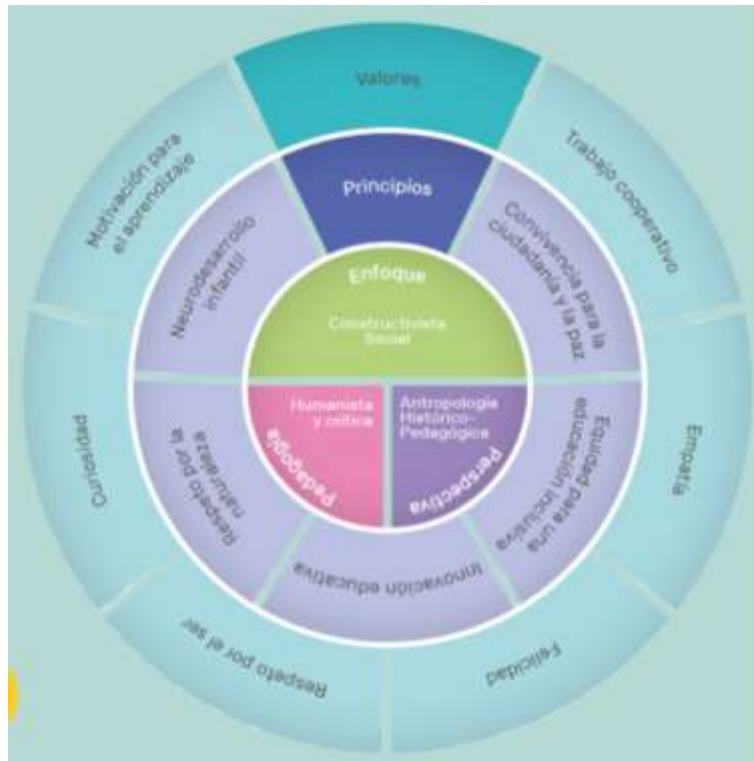 Valores
Trabajo cooperativo
Empatía
Felicidad
Respeto por el ser
Curiosidad
Motivación para
el aprendizaje
Principios
Convivencia para la
ciudadanía y la paz
Equidad para una
educación inclusiva
Innovación educativa
Respeto por la
naturaleza
Neurodesarrollo
infantil
Enfoque
Constructivista
Social
Antropología
Histórico-
Pedagógica
Perspectiva
Humanista
y crítica
Pedagogía